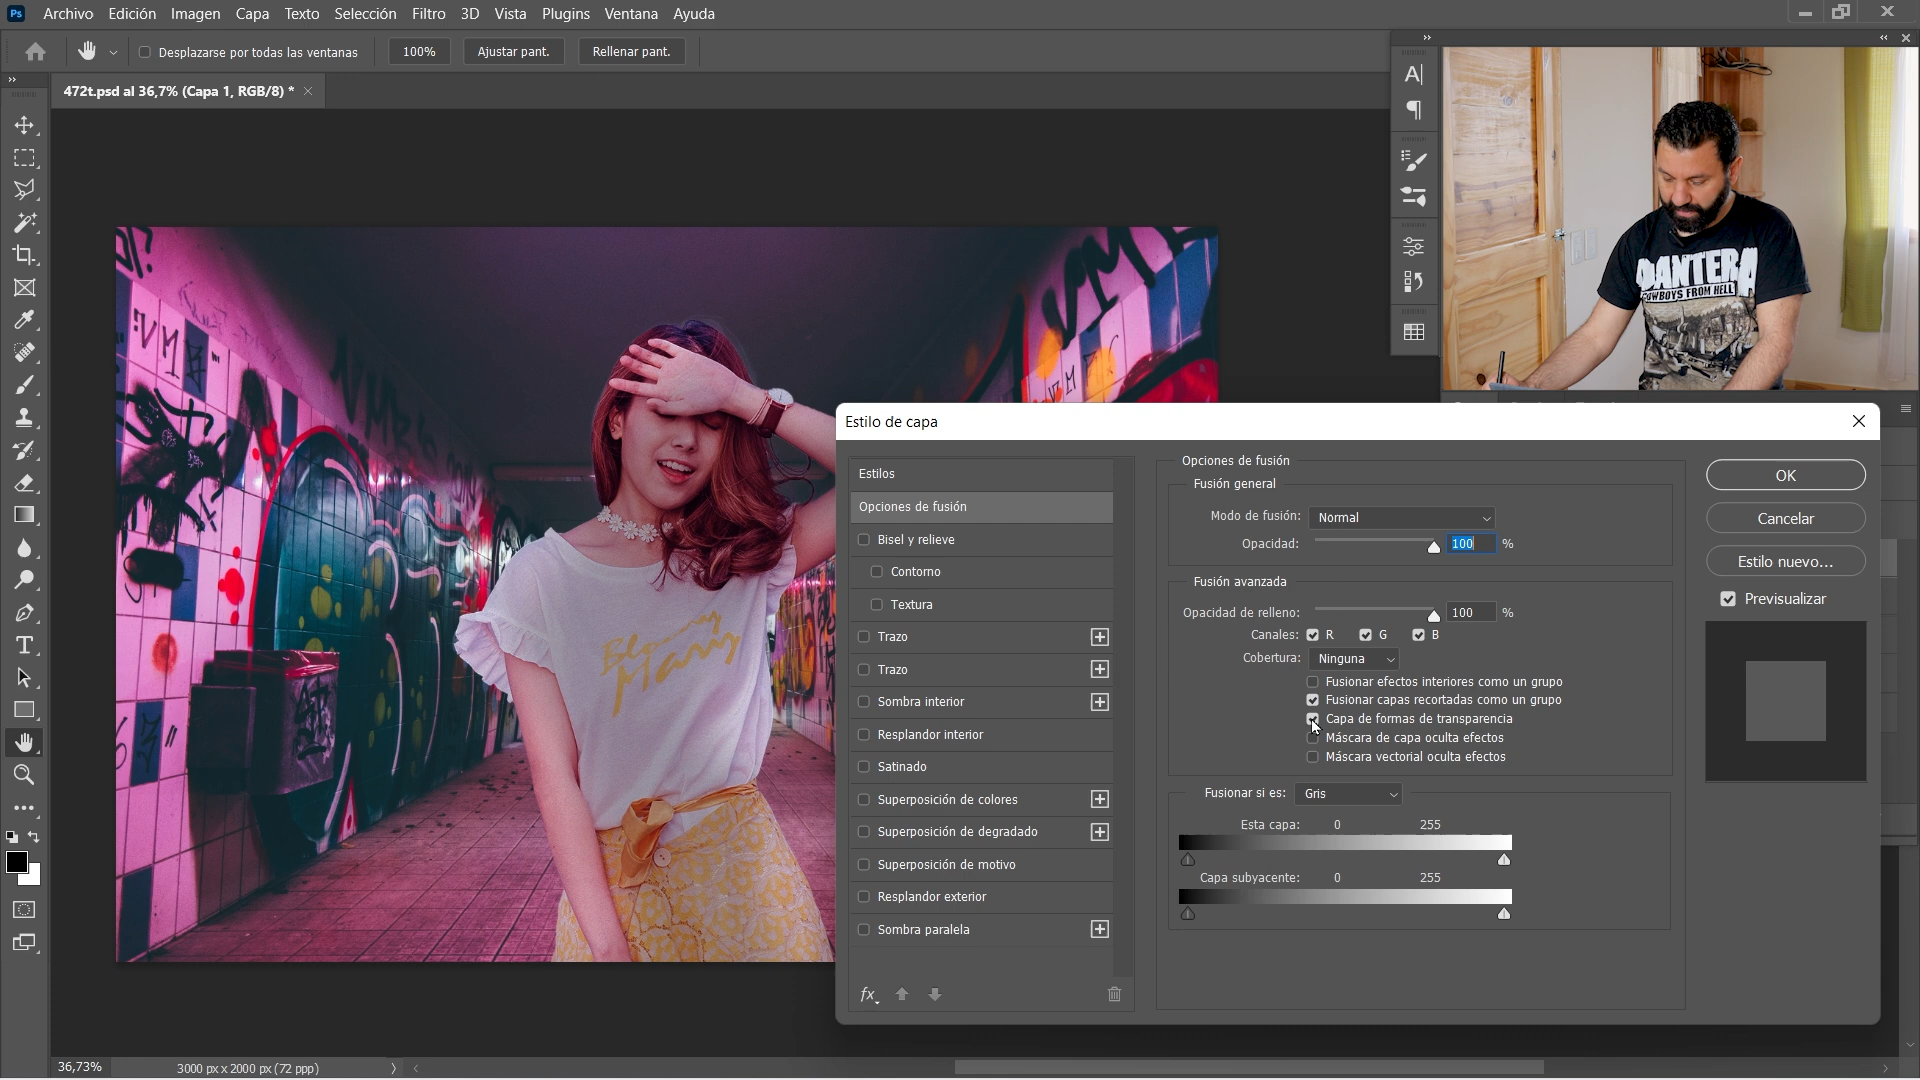 Ps Archivo Edición Imagen Capa Texto Selección Filtro 3D Vista Plugins Ventana Ayuda
Desplazarse por todas las ventanas 100% Ajustar pant. Rellenar pant.
472t.psd al 36,7% (Capa 1, RGB/8) *
PANTERA
COWBOYS FROM HELL
VM
Bloody
Mary
Estilo de capa
Estilos
Opciones de fusión
Bisel y relieve
Contorno
Textura
Trazo
Trazo
Sombra interior
Resplandor interior
Satinado
Superposición de colores
Superposición de degradado
Superposición de motivo
Resplandor exterior
Sombra paralela
fx
Opciones de fusión
Fusión general
Modo de fusión: Normal
Opacidad: 100 %
Fusión avanzada
Opacidad de relleno: 100 %
Canales: R G B
Cobertura: Ninguna
Fusionar efectos interiores como un grupo
Fusionar capas recortadas como un grupo
Capa de formas de transparencia
Máscara de capa oculta efectos
Máscara vectorial oculta efectos
Fusionar si es: Gris
Esta capa: 0 255
Capa subyacente: 0 255
OK
Cancelar
Estilo nuevo...
Previsualizar
36,73% 3000 px x 2000 px (72 ppp)